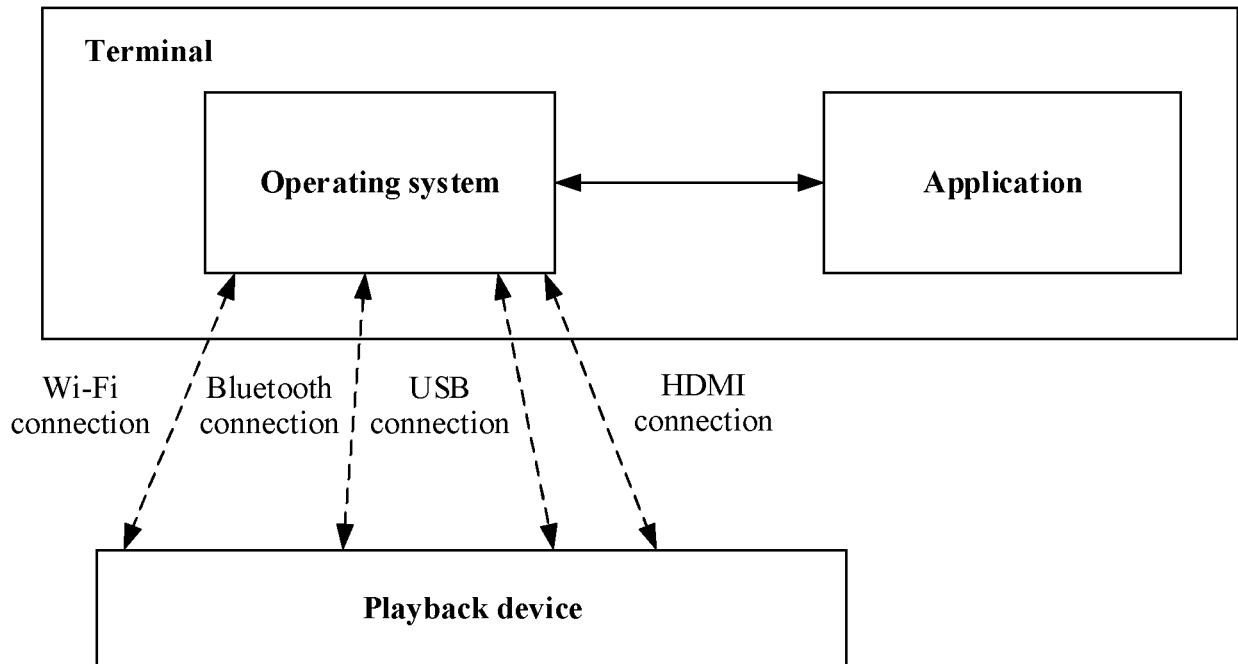 Terminal
Operating system
Application
Wi-Fi
connection
Bluetooth
connection
USB
connection
HDMI
connection
Playback device